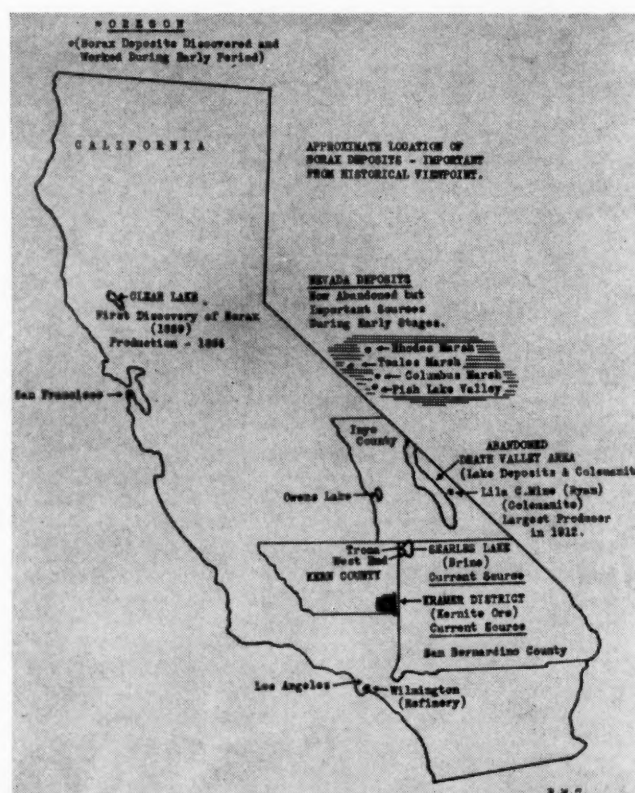 OREGON
(Borax Deposits Discovered and
Worked During Early Period)
CALIFORNIA
APPROXIMATE LOCATION OF
BORAX DEPOSITS - IMPORTANT
FROM HISTORICAL VIEWPOINT.
CLEAR LAKE
First Discovery of Borax
Production -
NEVADA DEPOSITS
Now Abandoned but
Important Sources
During Early Stages.
Rhodes Marsh
Marsh
Columbus Marsh
Fish Lake Valley
San Francisco
Inyo
County
ABANDONED
DEATH VALLEY AREA
(Lake Deposits & Colemanite
Lila C. Mine (Ryan)
(Colemanite)
Largest Producer
in 1912.
Owens Lake
Trona
West End
KERN COUNTY
SEARLES LAKE
(Brine)
Current Source
KRAMER DISTRICT
(Kernite Ore)
Current Source
San Bernardino County
Los Angeles
Wilmington
(Refinery)